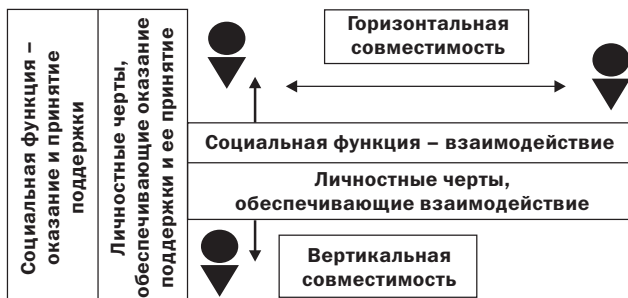 Социальная функция –
оказание и принятие
поддержки
Личностные черты,
обеспечивающие оказание
поддержки и ее принятие
Горизонтальная
совместимость
Социальная функция – взаимодействие
Личностные черты,
обеспечивающие взаимодействие
Вертикальная
совместимость